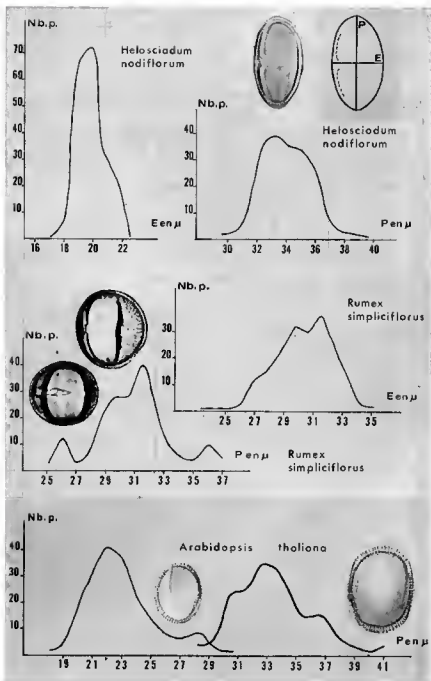 Nb.p.
70
60
50
40
30
20
10
16 18 20 22
E en µ
Helosciadum
nodiflorum
P
E
Nb.p.
Helosciodum
nodiflorum
40
30
20
10
30 32 34 36 38 40
P en µ
Nb.p.
Rumex
simpliciflorus
30
20
10
E en µ
25 27 29 31 33 35
Nb.p.
40
30
20
10
P en µ Rumex
simpliciflorus
25 27 29 31 33 35 37
Nb.p.
Arabidopsis thaliana
40
30
20
10
P en µ
19 21 23 25 27 29 31 33 35 37 39 41